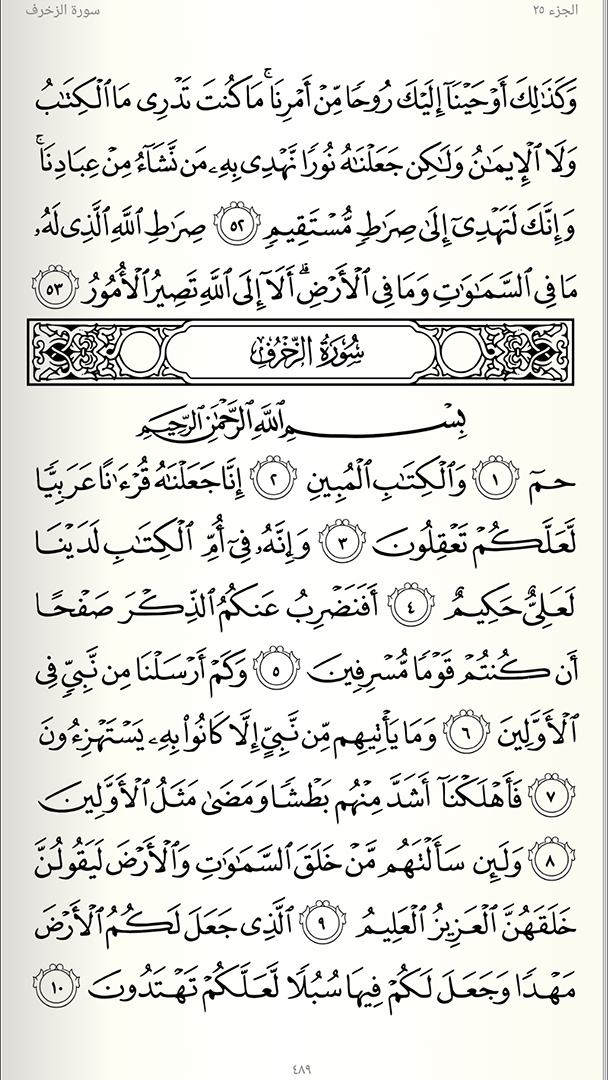 الجزء ٢٥
سورة الزخرف
وَكَذَٰلِكَ أَوْحَيْنَآ إِلَيْكَ رُوحًا مِّنْ أَمْرِنَا ۚ مَا كُنتَ تَدْرِى مَا ٱلْكِتَـٰبُ
وَلَا ٱلْإِيمَـٰنُ وَلَـٰكِن جَعَلْنَـٰهُ نُورًا نَّهْدِى بِهِۦ مَن نَّشَآءُ مِنْ عِبَادِنَا ۚ
وَإِنَّكَ لَتَهْدِىٓ إِلَىٰ صِرَٰطٍ مُّسْتَقِيمٍ ٥٢ صِرَٰطِ ٱللَّهِ ٱلَّذِى لَهُۥ
مَا فِى ٱلسَّمَـٰوَٰتِ وَمَا فِى ٱلْأَرْضِ ۗ أَلَآ إِلَى ٱللَّهِ تَصِيرُ ٱلْأُمُورُ ٥٣
سُورَةُ الزُّخْرُفِ
بِسْمِ ٱللَّهِ ٱلرَّحْمَـٰنِ ٱلرَّحِيمِ
حمٓ ١ وَٱلْكِتَـٰبِ ٱلْمُبِينِ ٢ إِنَّا جَعَلْنَـٰهُ قُرْءَٰنًا عَرَبِيًّا
لَّعَلَّكُمْ تَعْقِلُونَ ٣ وَإِنَّهُۥ فِىٓ أُمِّ ٱلْكِتَـٰبِ لَدَيْنَا
لَعَلِىٌّ حَكِيمٌ ٤ أَفَنَضْرِبُ عَنكُمُ ٱلذِّكْرَ صَفْحًا
أَن كُنتُمْ قَوْمًا مُّسْرِفِينَ ٥ وَكَمْ أَرْسَلْنَا مِن نَّبِىٍّ فِى
ٱلْأَوَّلِينَ ٦ وَمَا يَأْتِيهِم مِّن نَّبِىٍّ إِلَّا كَانُوا۟ بِهِۦ يَسْتَهْزِءُونَ
٧ فَأَهْلَكْنَآ أَشَدَّ مِنْهُم بَطْشًا وَمَضَىٰ مَثَلُ ٱلْأَوَّلِينَ
٨ وَلَئِن سَأَلْتَهُم مَّنْ خَلَقَ ٱلسَّمَـٰوَٰتِ وَٱلْأَرْضَ لَيَقُولُنَّ
خَلَقَهُنَّ ٱلْعَزِيزُ ٱلْعَلِيمُ ٩ ٱلَّذِى جَعَلَ لَكُمُ ٱلْأَرْضَ
مَهْدًا وَجَعَلَ لَكُمْ فِيهَا سُبُلًا لَّعَلَّكُمْ تَهْتَدُونَ ١٠
٤٨٩